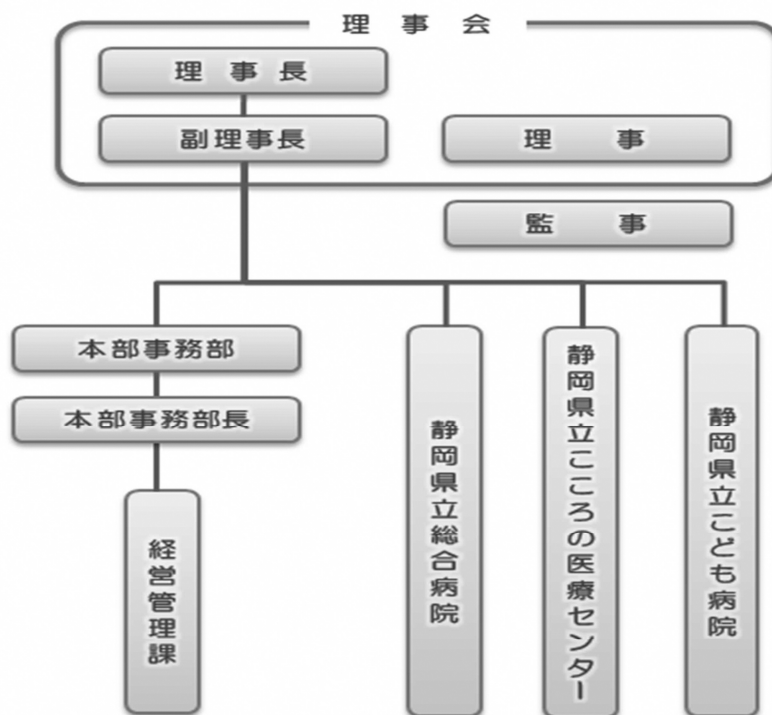 理事会
理事長
副理事長
理事
監事
本部事務部
本部事務部長
経営管理課
静岡県立総合病院
静岡県立こころの医療センター
静岡県立こども病院